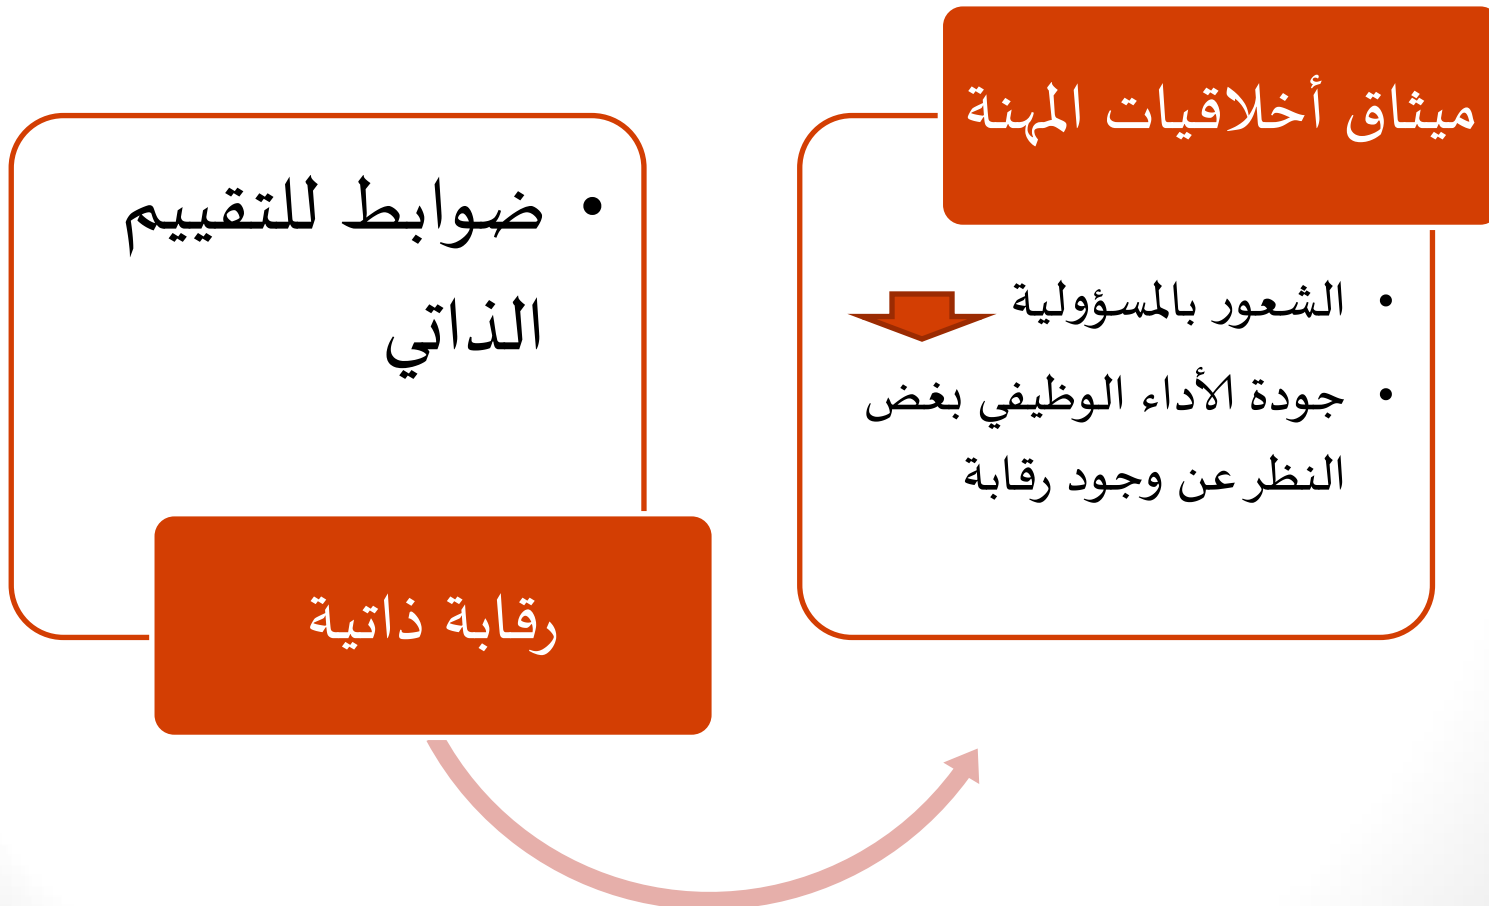 ميثاق أخلاقيات المهنة
• الشعور بالمسؤولية
• جودة الأداء الوظيفي بغض
النظر عن وجود رقابة
• ضوابط للتقييم
الذاتي
رقابة ذاتية